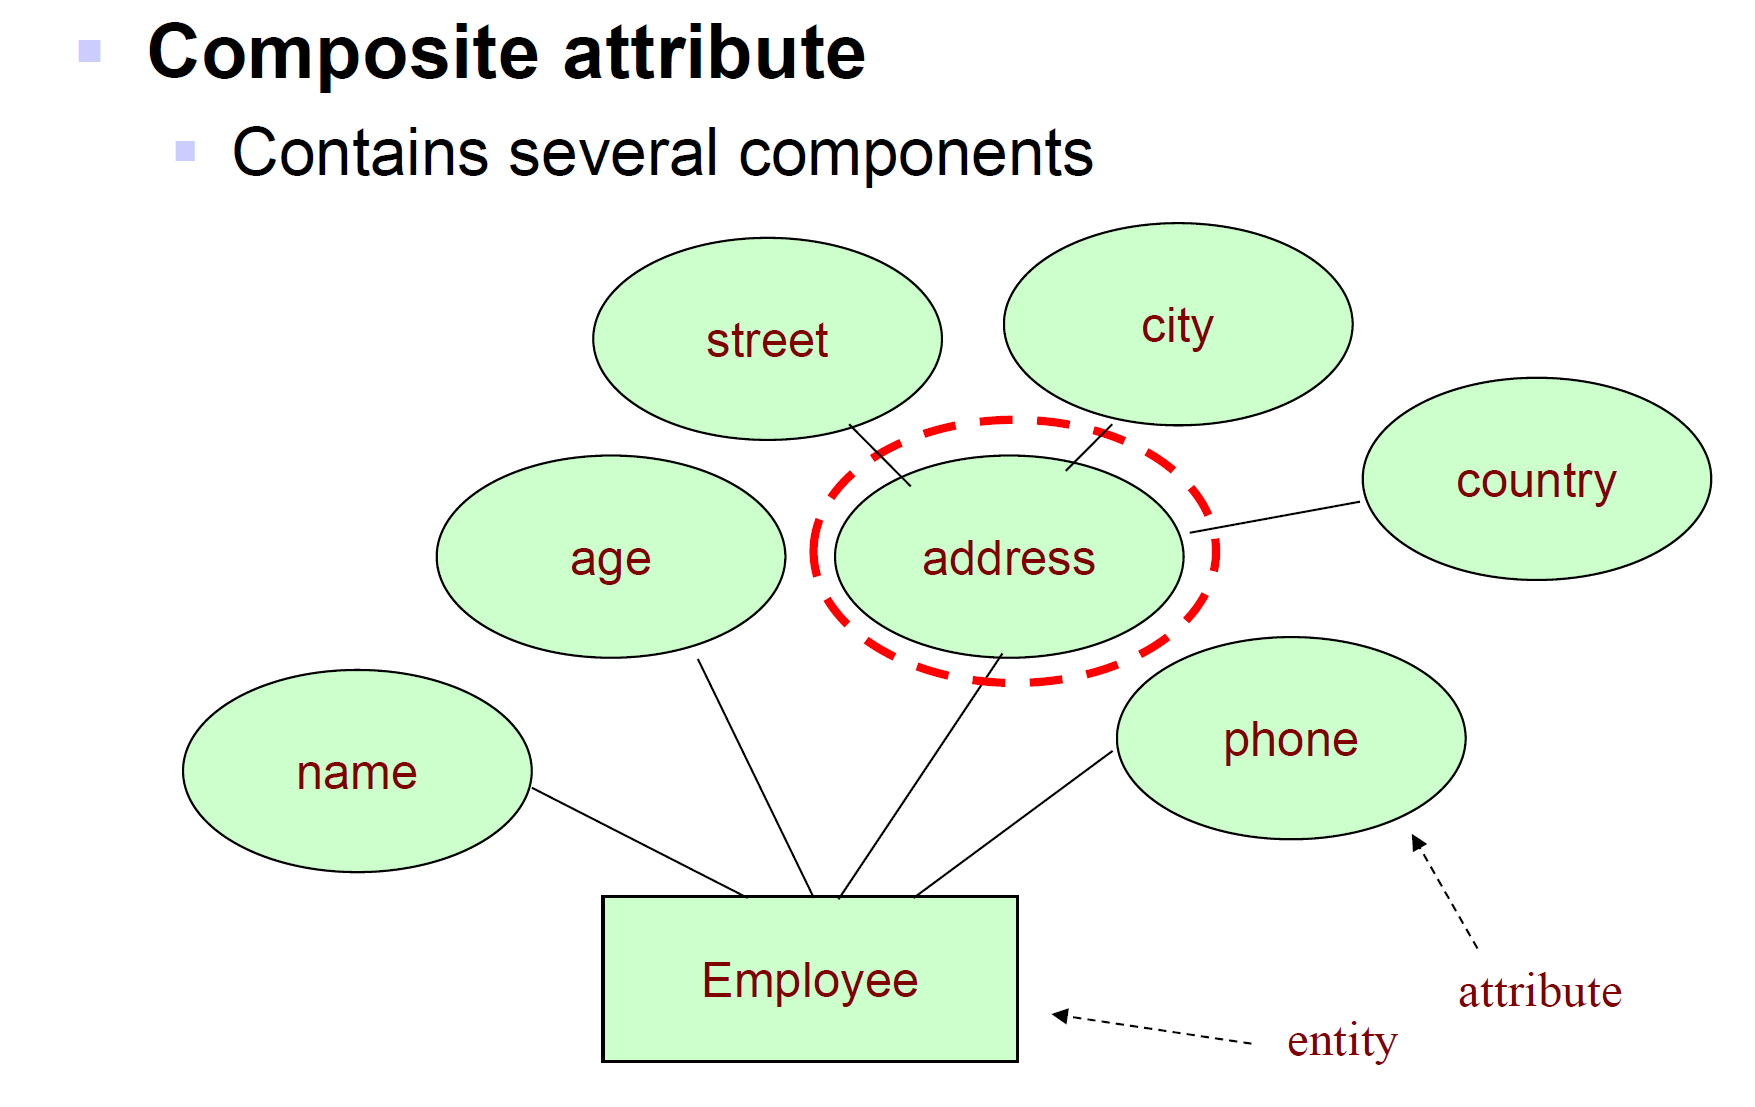 Composite attribute
Contains several components
street
city
country
age
address
name
phone
Employee
attribute
entity